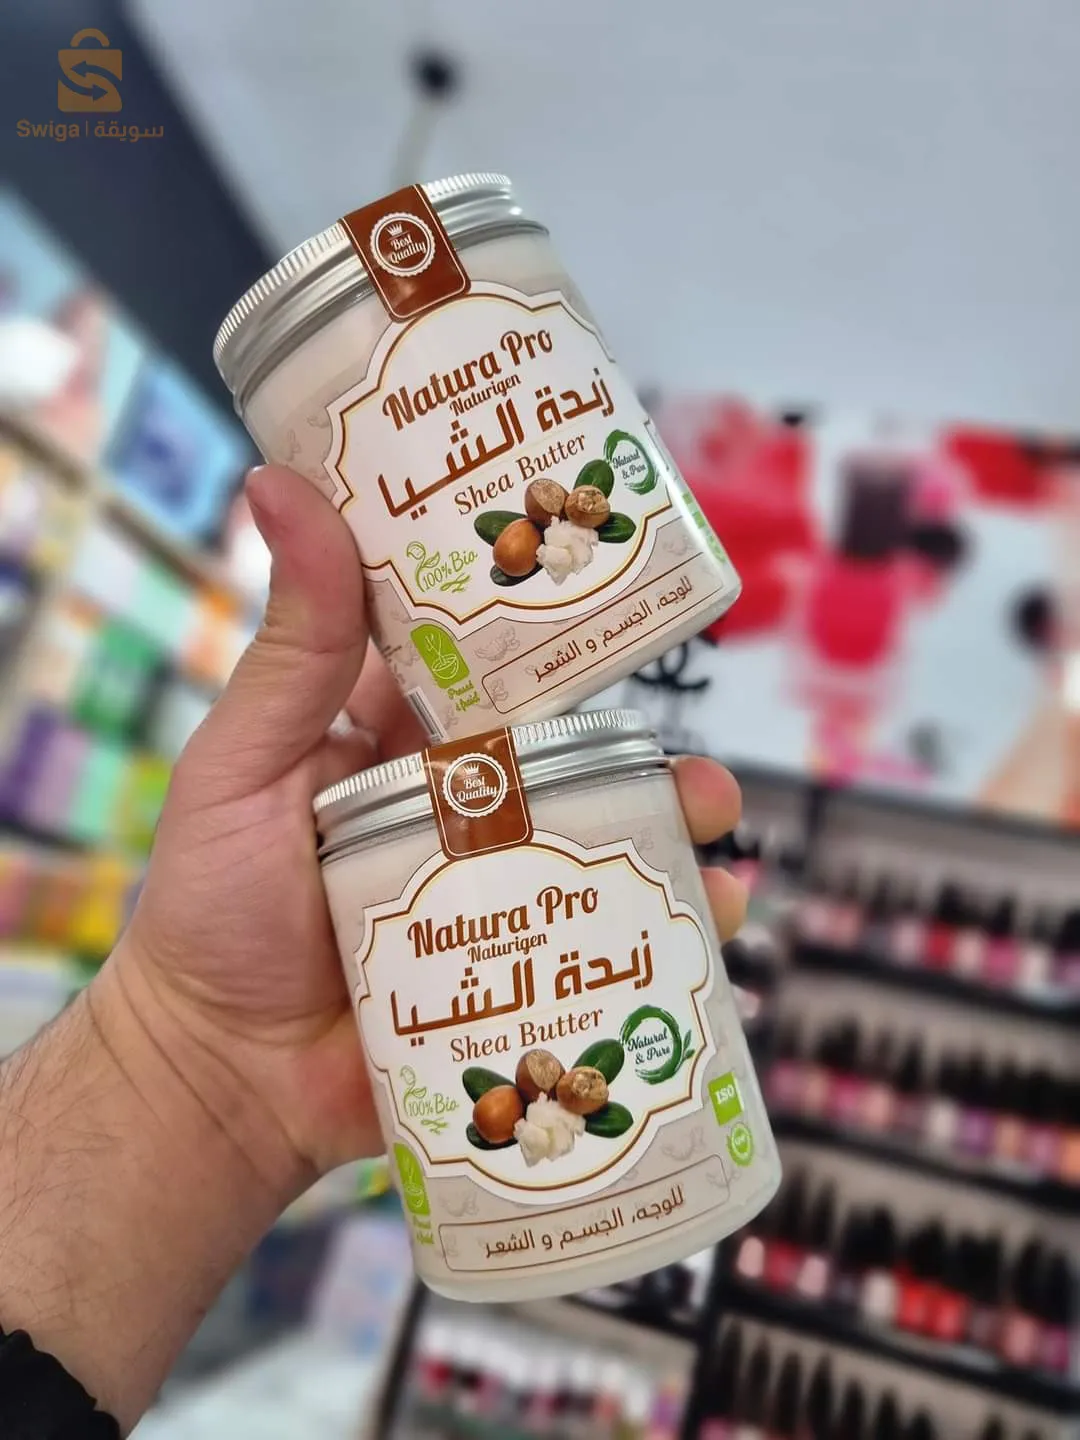 Swiga | سويقة
Best
Quality
Natura Pro
Naturigen
زبدة الشيا
Shea Butter
Natural
& Pure
100% Bio
للوجه، الجسم و الشعر
Best
Quality
Natura Pro
Naturigen
زبدة الشيا
Shea Butter
Natural
& Pure
100% Bio
ISO
للوجه، الجسم و الشعر